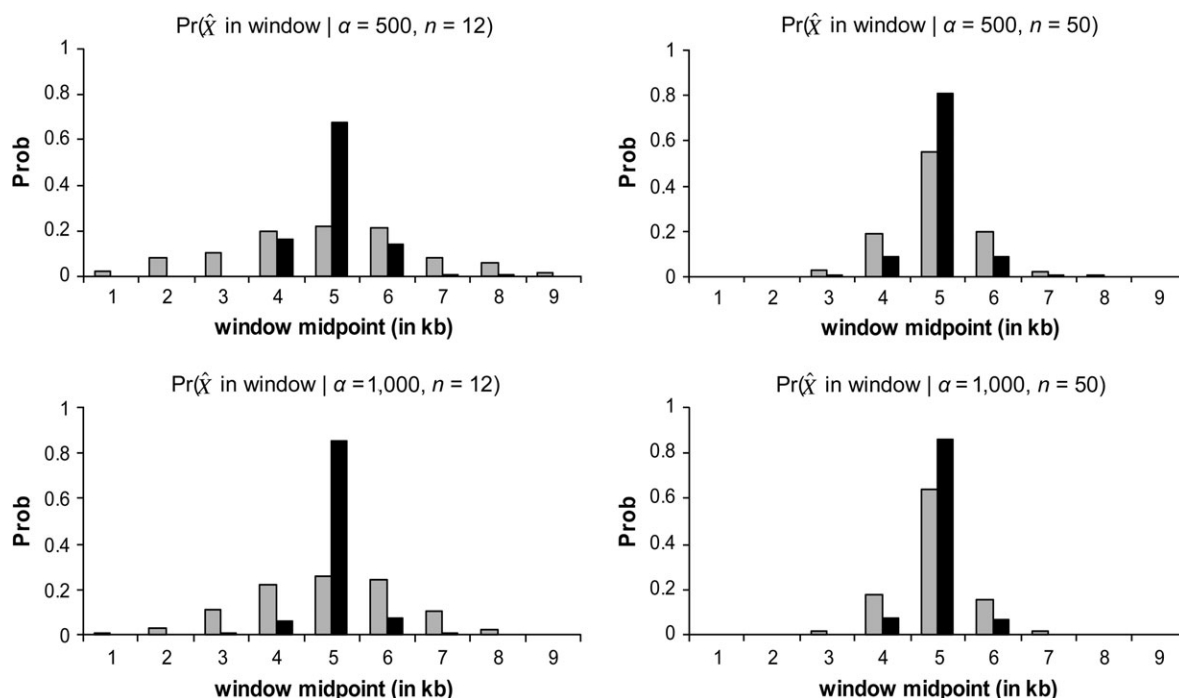 Pr(X̂ in window | α = 500, n = 12)
1
0.8
0.6
0.4
0.2
0
Prob
1 2 3 4 5 6 7 8 9
window midpoint (in kb)
Pr(X̂ in window | α = 500, n = 50)
1
0.8
0.6
0.4
0.2
0
Prob
1 2 3 4 5 6 7 8 9
window midpoint (in kb)
Pr(X̂ in window | α = 1,000, n = 12)
1
0.8
0.6
0.4
0.2
0
Prob
1 2 3 4 5 6 7 8 9
window midpoint (in kb)
Pr(X̂ in window | α = 1,000, n = 50)
1
0.8
0.6
0.4
0.2
0
Prob
1 2 3 4 5 6 7 8 9
window midpoint (in kb)